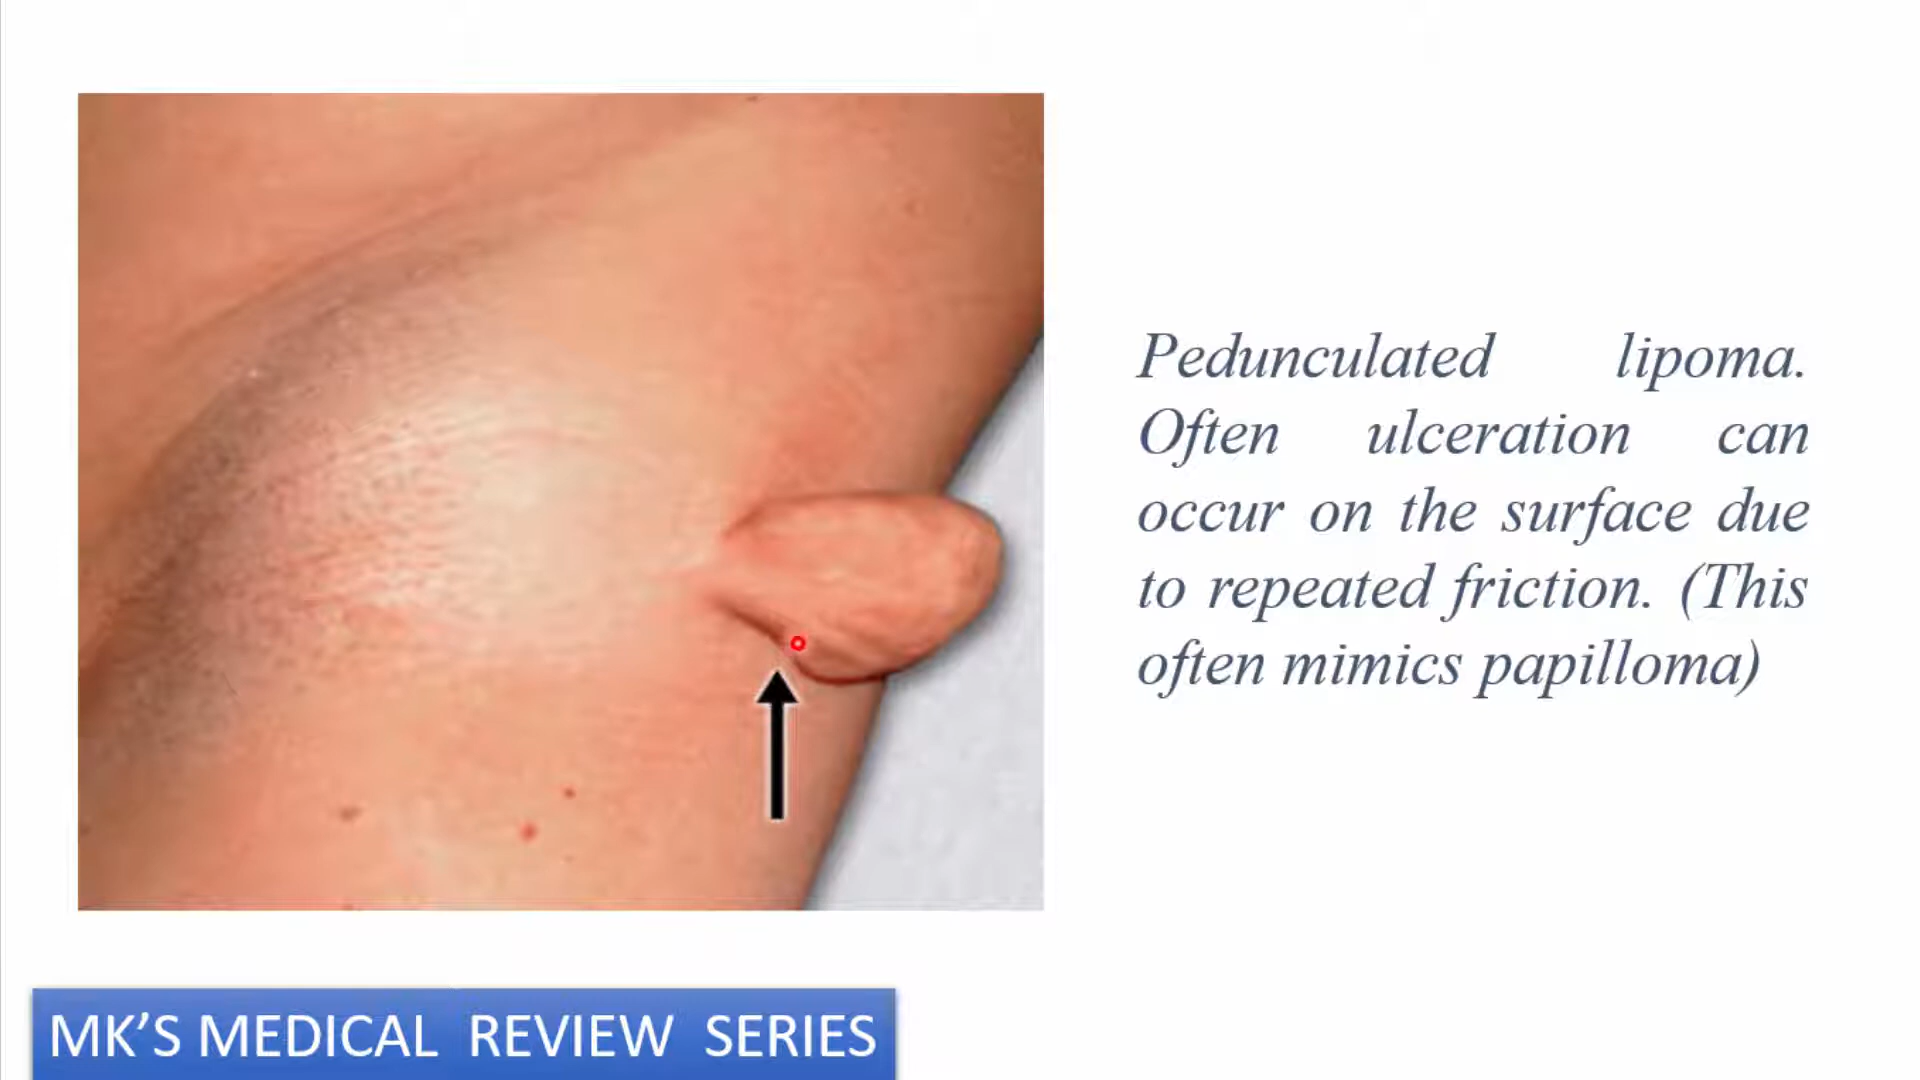 Pedunculated lipoma.
Often ulceration can
occur on the surface due
to repeated friction. (This
often mimics papilloma)
MK’S MEDICAL REVIEW SERIES